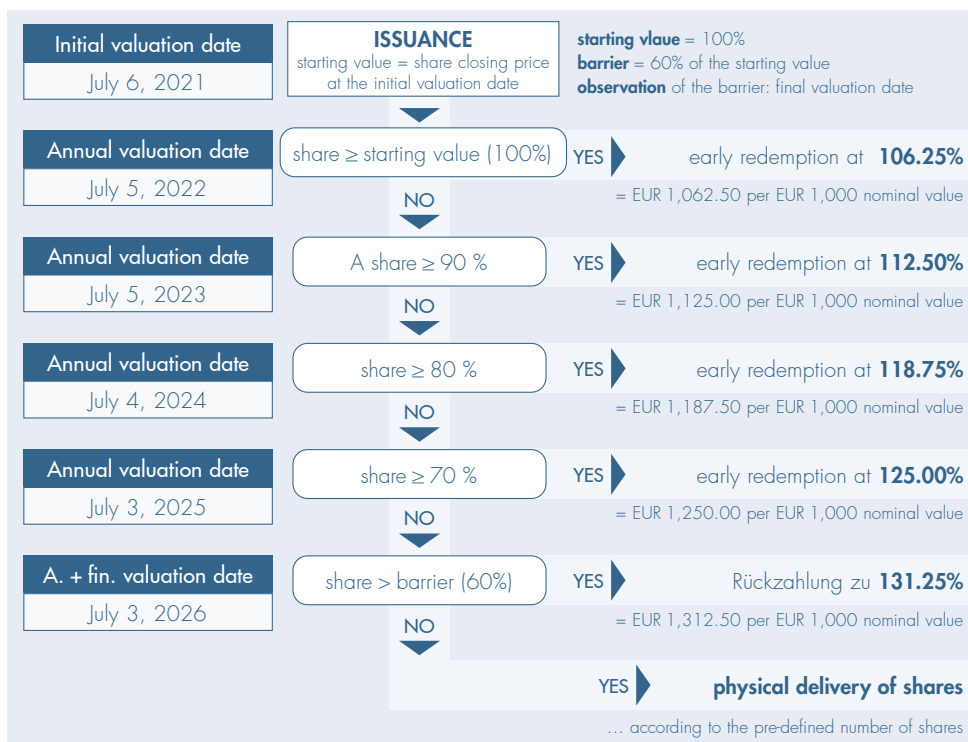 Initial valuation date
July 6, 2021
ISSUANCE
starting value = share closing price
at the initial valuation date
starting vlaue = 100%
barrier = 60% of the starting value
observation of the barrier: final valuation date
Annual valuation date
July 5, 2022
share ≥ starting value (100%)
YES
early redemption at 106.25%
= EUR 1,062.50 per EUR 1,000 nominal value
NO
Annual valuation date
July 5, 2023
A share ≥ 90 %
YES
early redemption at 112.50%
= EUR 1,125.00 per EUR 1,000 nominal value
NO
Annual valuation date
July 4, 2024
share ≥ 80 %
YES
early redemption at 118.75%
= EUR 1,187.50 per EUR 1,000 nominal value
NO
Annual valuation date
July 3, 2025
share ≥ 70 %
YES
early redemption at 125.00%
= EUR 1,250.00 per EUR 1,000 nominal value
NO
A. + fin. valuation date
July 3, 2026
share > barrier (60%)
YES
Rückzahlung zu 131.25%
= EUR 1,312.50 per EUR 1,000 nominal value
NO
YES
physical delivery of shares
... according to the pre-defined number of shares